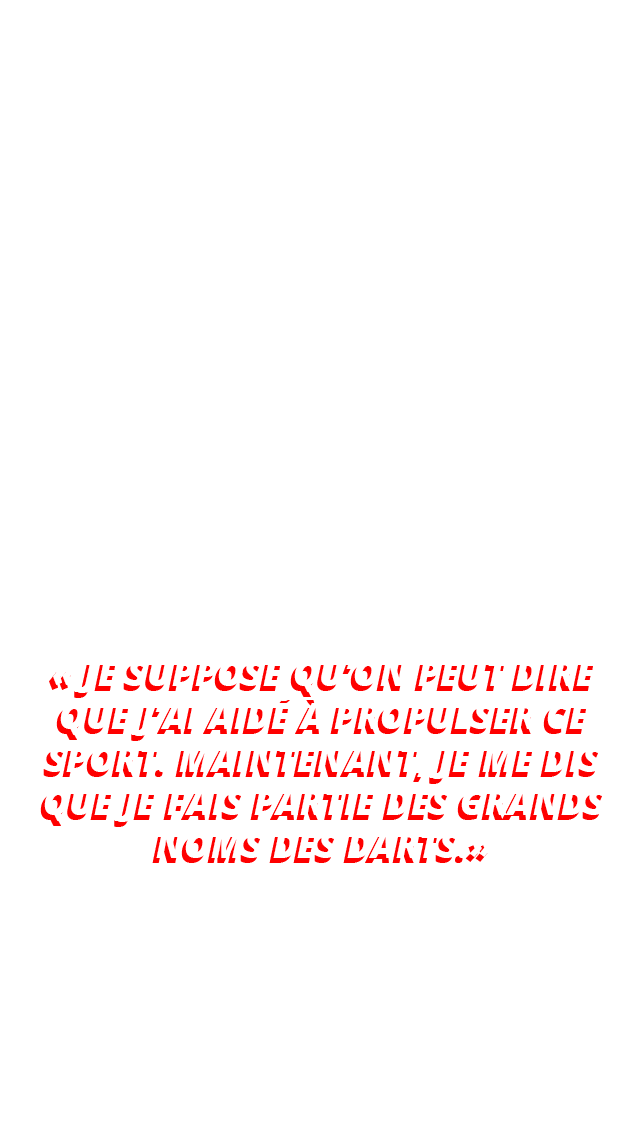 « JE SUPPOSE QU'ON PEUT DIRE
QUE J'AI AIDÉ À PROPULSER CE
SPORT. MAINTENANT, JE ME DIS
QUE JE FAIS PARTIE DES GRANDS
NOMS DES DARTS.»